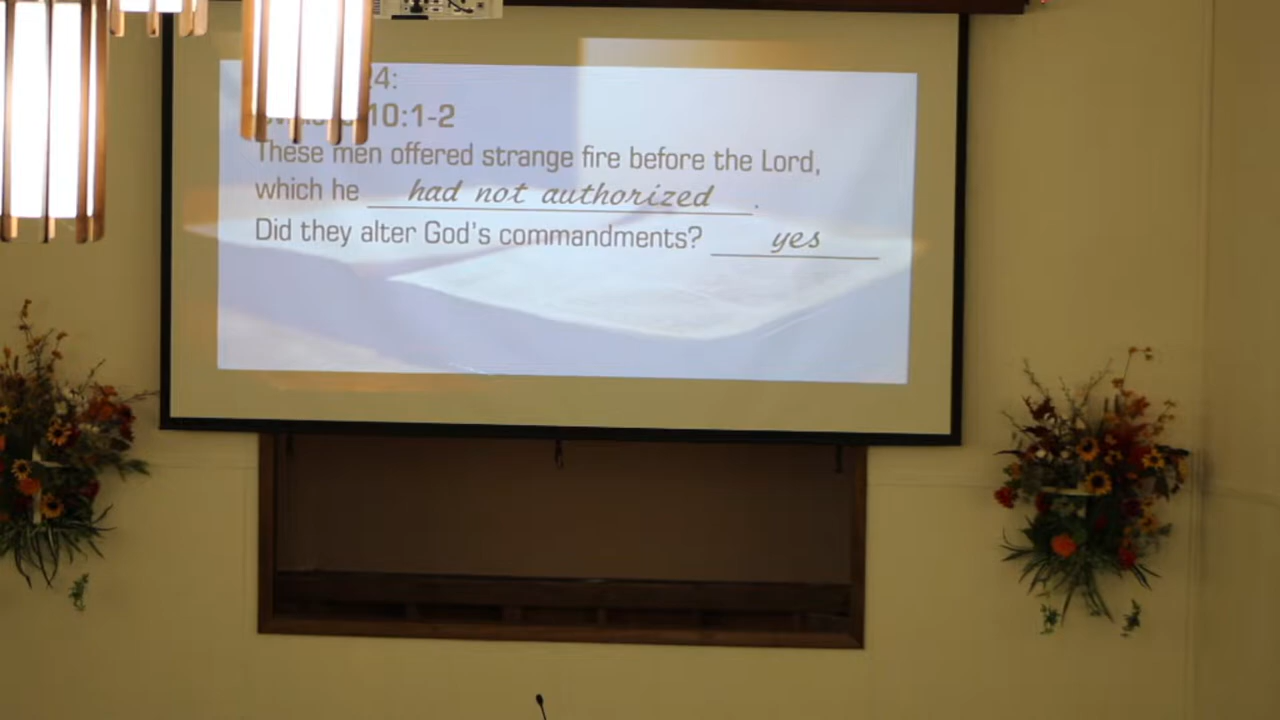 24:
10:1-2
These men offered strange fire before the Lord,
which he had not authorized.
Did they alter God's commandments? yes